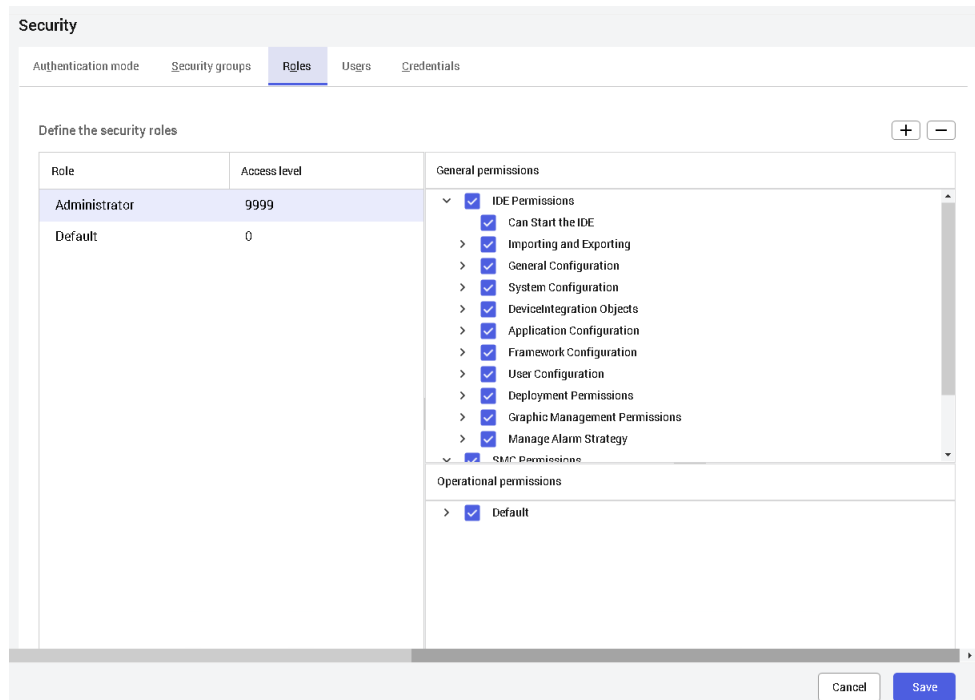 Security
Authentication mode Security groups Roles Users Credentials
Define the security roles
Role Access level General permissions
Administrator 9999
Default 0
IDE Permissions
Can Start the IDE
Importing and Exporting
General Configuration
System Configuration
DeviceIntegration Objects
Application Configuration
Framework Configuration
User Configuration
Deployment Permissions
Graphic Management Permissions
Manage Alarm Strategy
SMC Permissions
Operational permissions
Default
Cancel Save